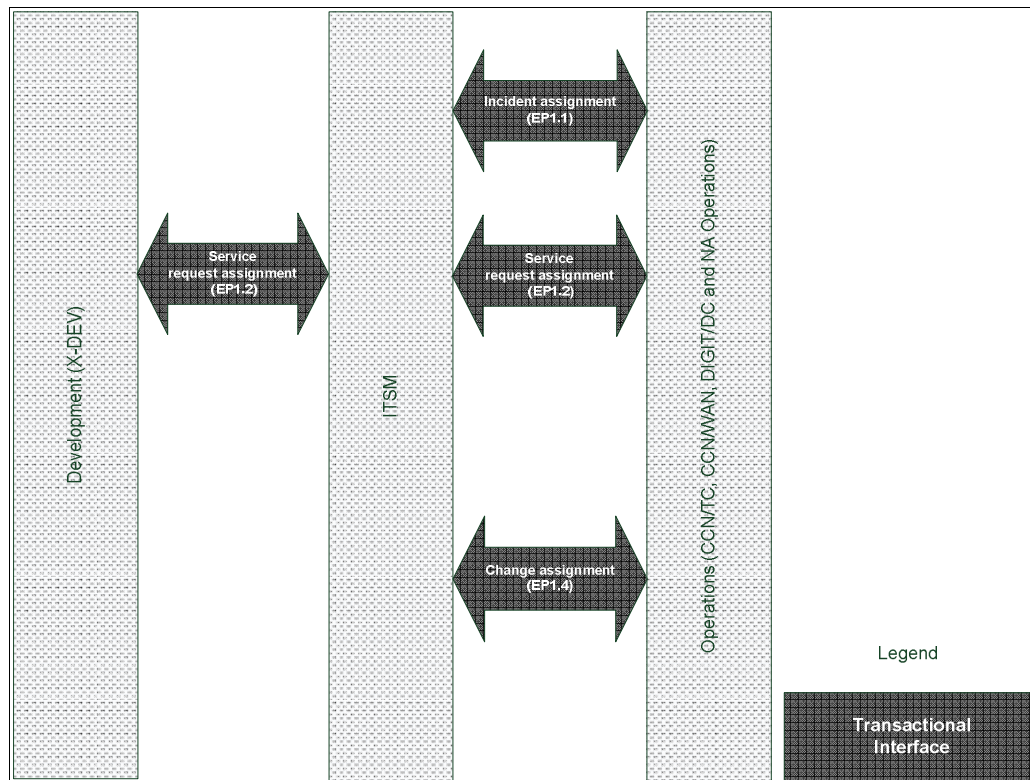 Development (X-DEV)
Service
request assignment
(EP1.2)
ITSM
Incident assignment
(EP1.1)
Service
request assignment
(EP1.2)
Change assignment
(EP1.4)
Operations (CCN/TC, CCN/WAN, DIGIT/DC and NA Operations)
Legend
Transactional
Interface